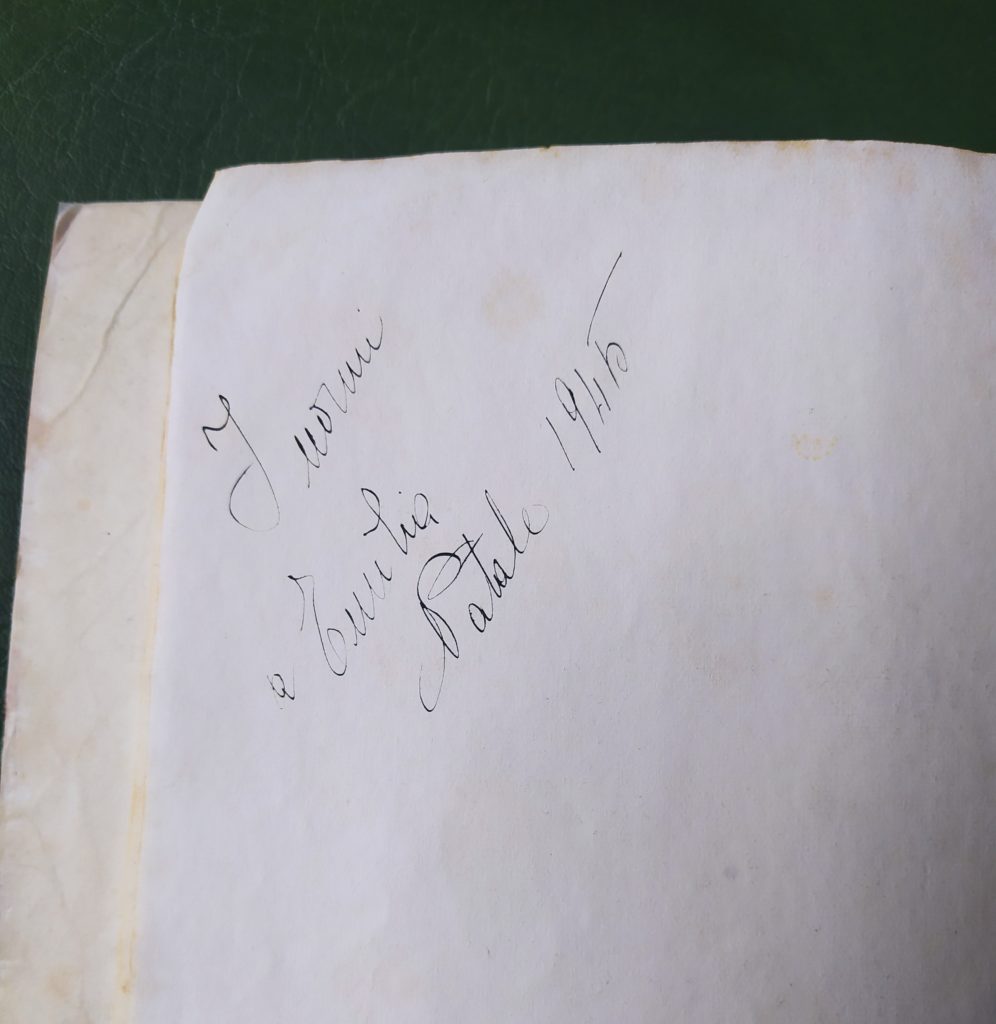 I nonni
a Emilia
Natale 1945